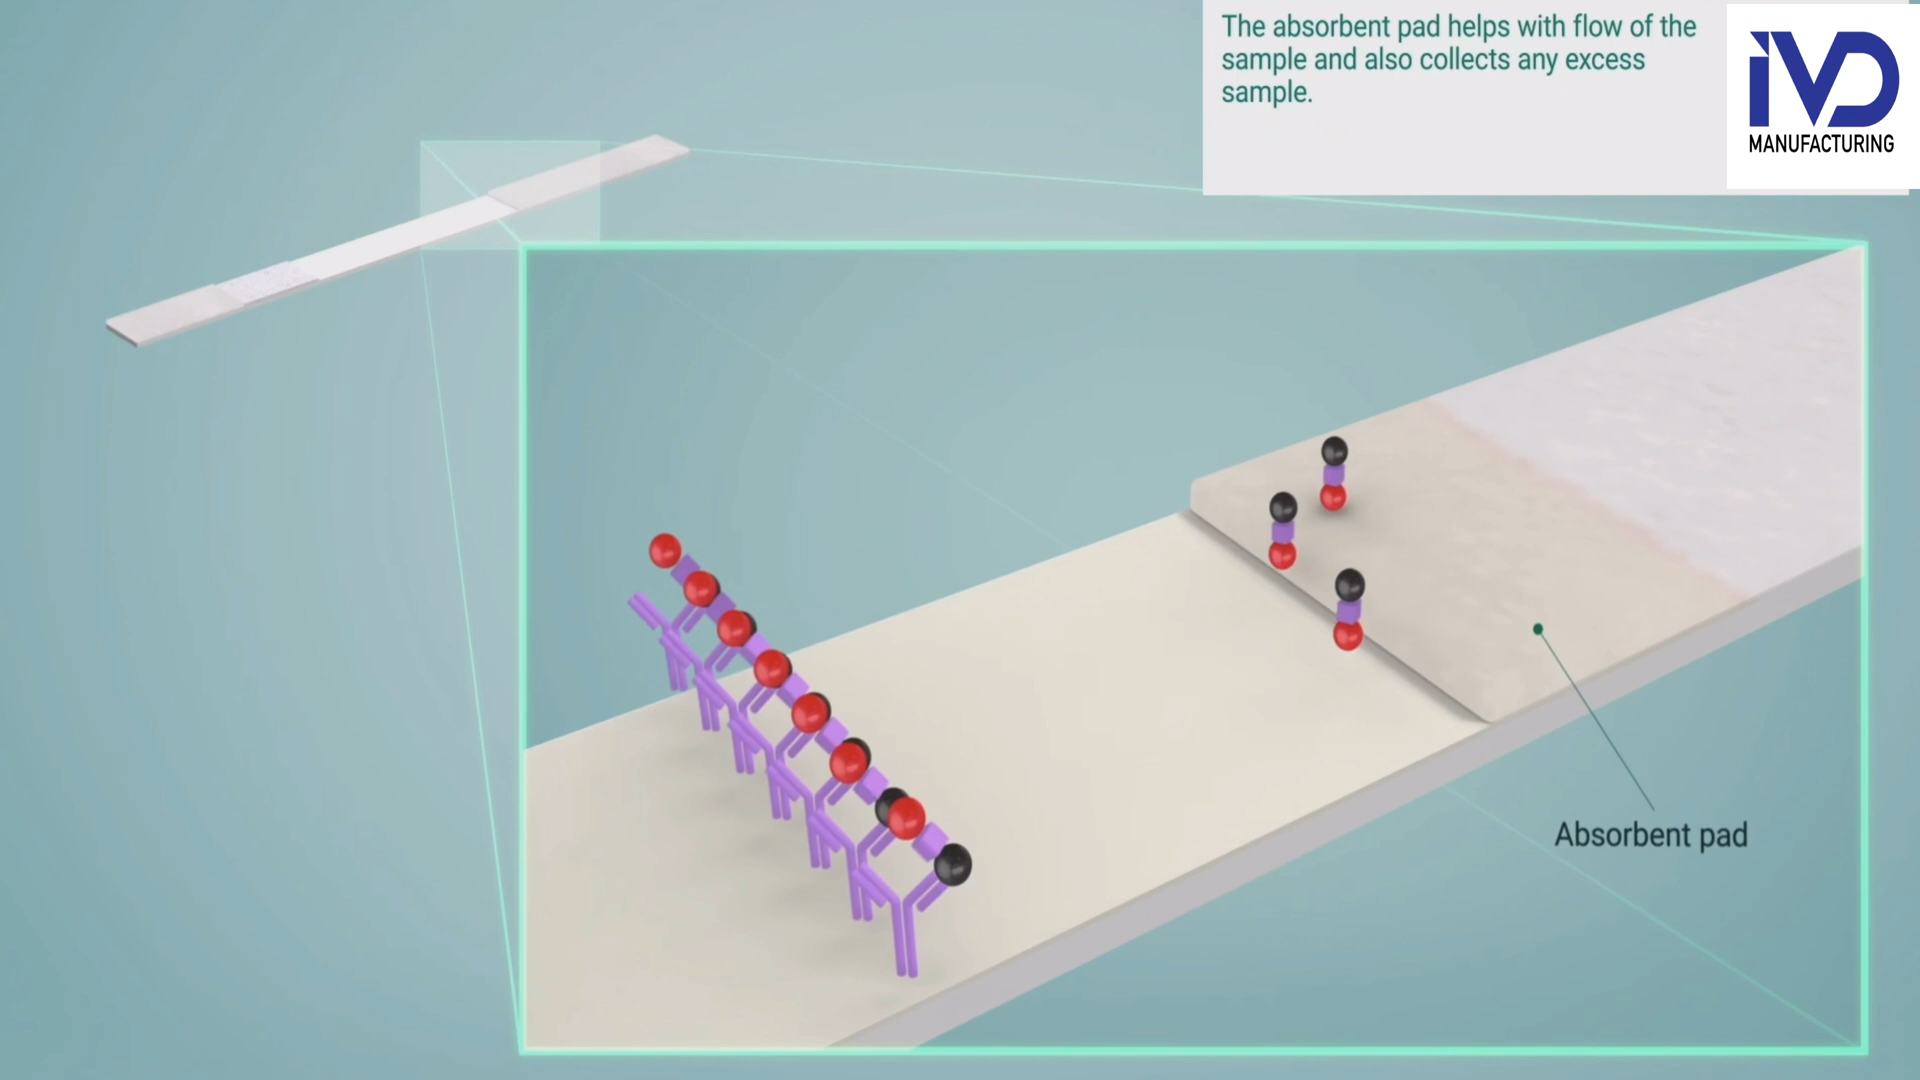 The absorbent pad helps with flow of the
sample and also collects any excess
sample.
iVD
MANUFACTURING
Absorbent pad